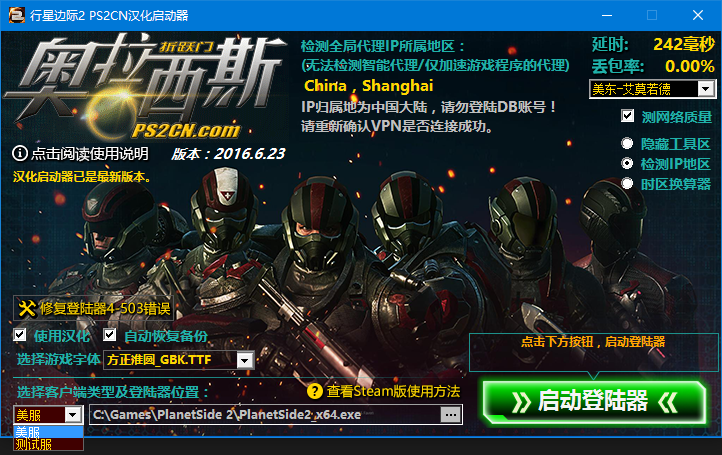 行星边际2 PS2CN汉化启动器
奥拉西斯
折跃门
PS2CN.com
检测全局代理IP所属地区：
(无法检测智能代理/仅加速游戏程序的代理)
China , Shanghai
IP归属地为中国大陆，请勿登陆DB账号！
请重新确认VPN是否连接成功。
延时: 242毫秒
丢包率: 0.00%
美东-艾莫若德
测网络质量
隐藏工具区
检测IP地区
时区换算器
点击阅读使用说明 版本：2016.6.23
汉化启动器已是最新版本。
修复登陆器4-503错误
使用汉化 自动恢复备份
选择游戏字体 方正准圆_GBK.TTF
点击下方按钮，启动登陆器
选择客户端类型及登陆器位置： ? 查看Steam版使用方法
美服 C:\Games\PlanetSide 2\PlanetSide2_x64.exe ...
启动登陆器
美服
测试服